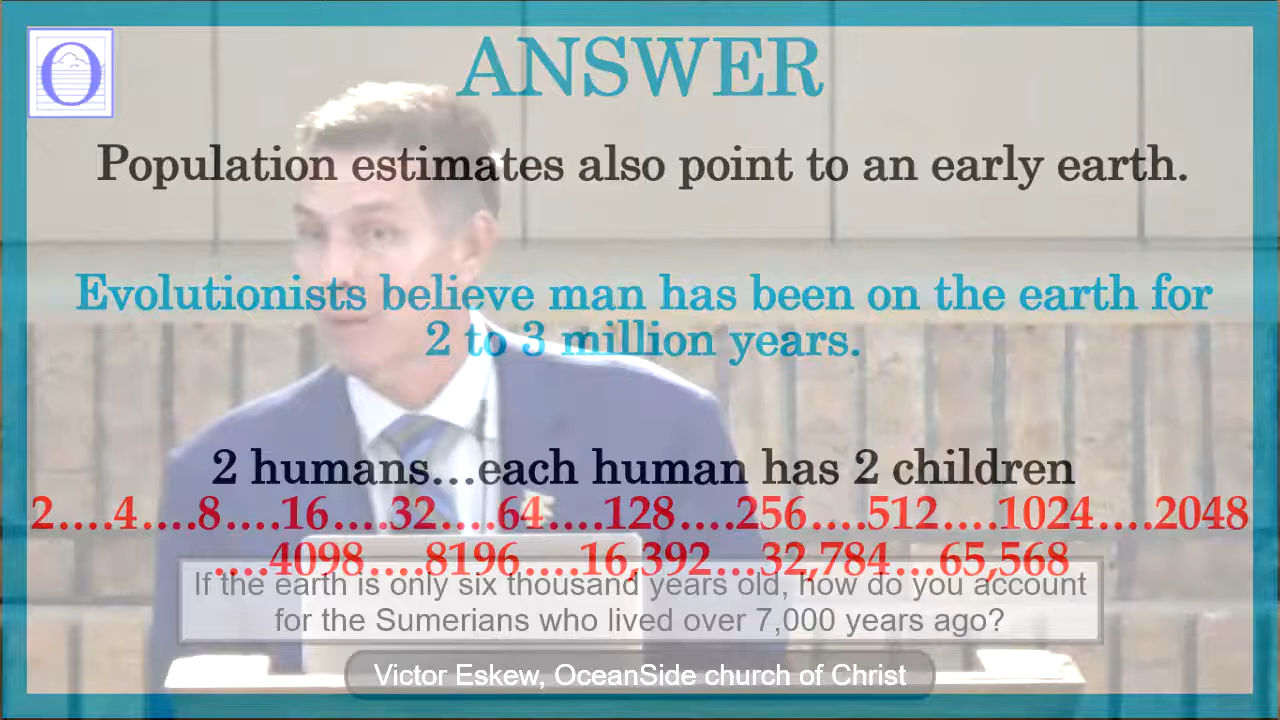 O
ANSWER
Population estimates also point to an early earth.
Evolutionists believe man has been on the earth for
2 to 3 million years.
2 humans...each human has 2 children
2....4....8....16....32....64....128....256....512....1024....2048
....4098....8196....16,392...32,784...65,568
If the earth is only six thousand years old, how do you account
for the Sumerians who lived over 7,000 years ago?
Victor Eskew, OceanSide church of Christ